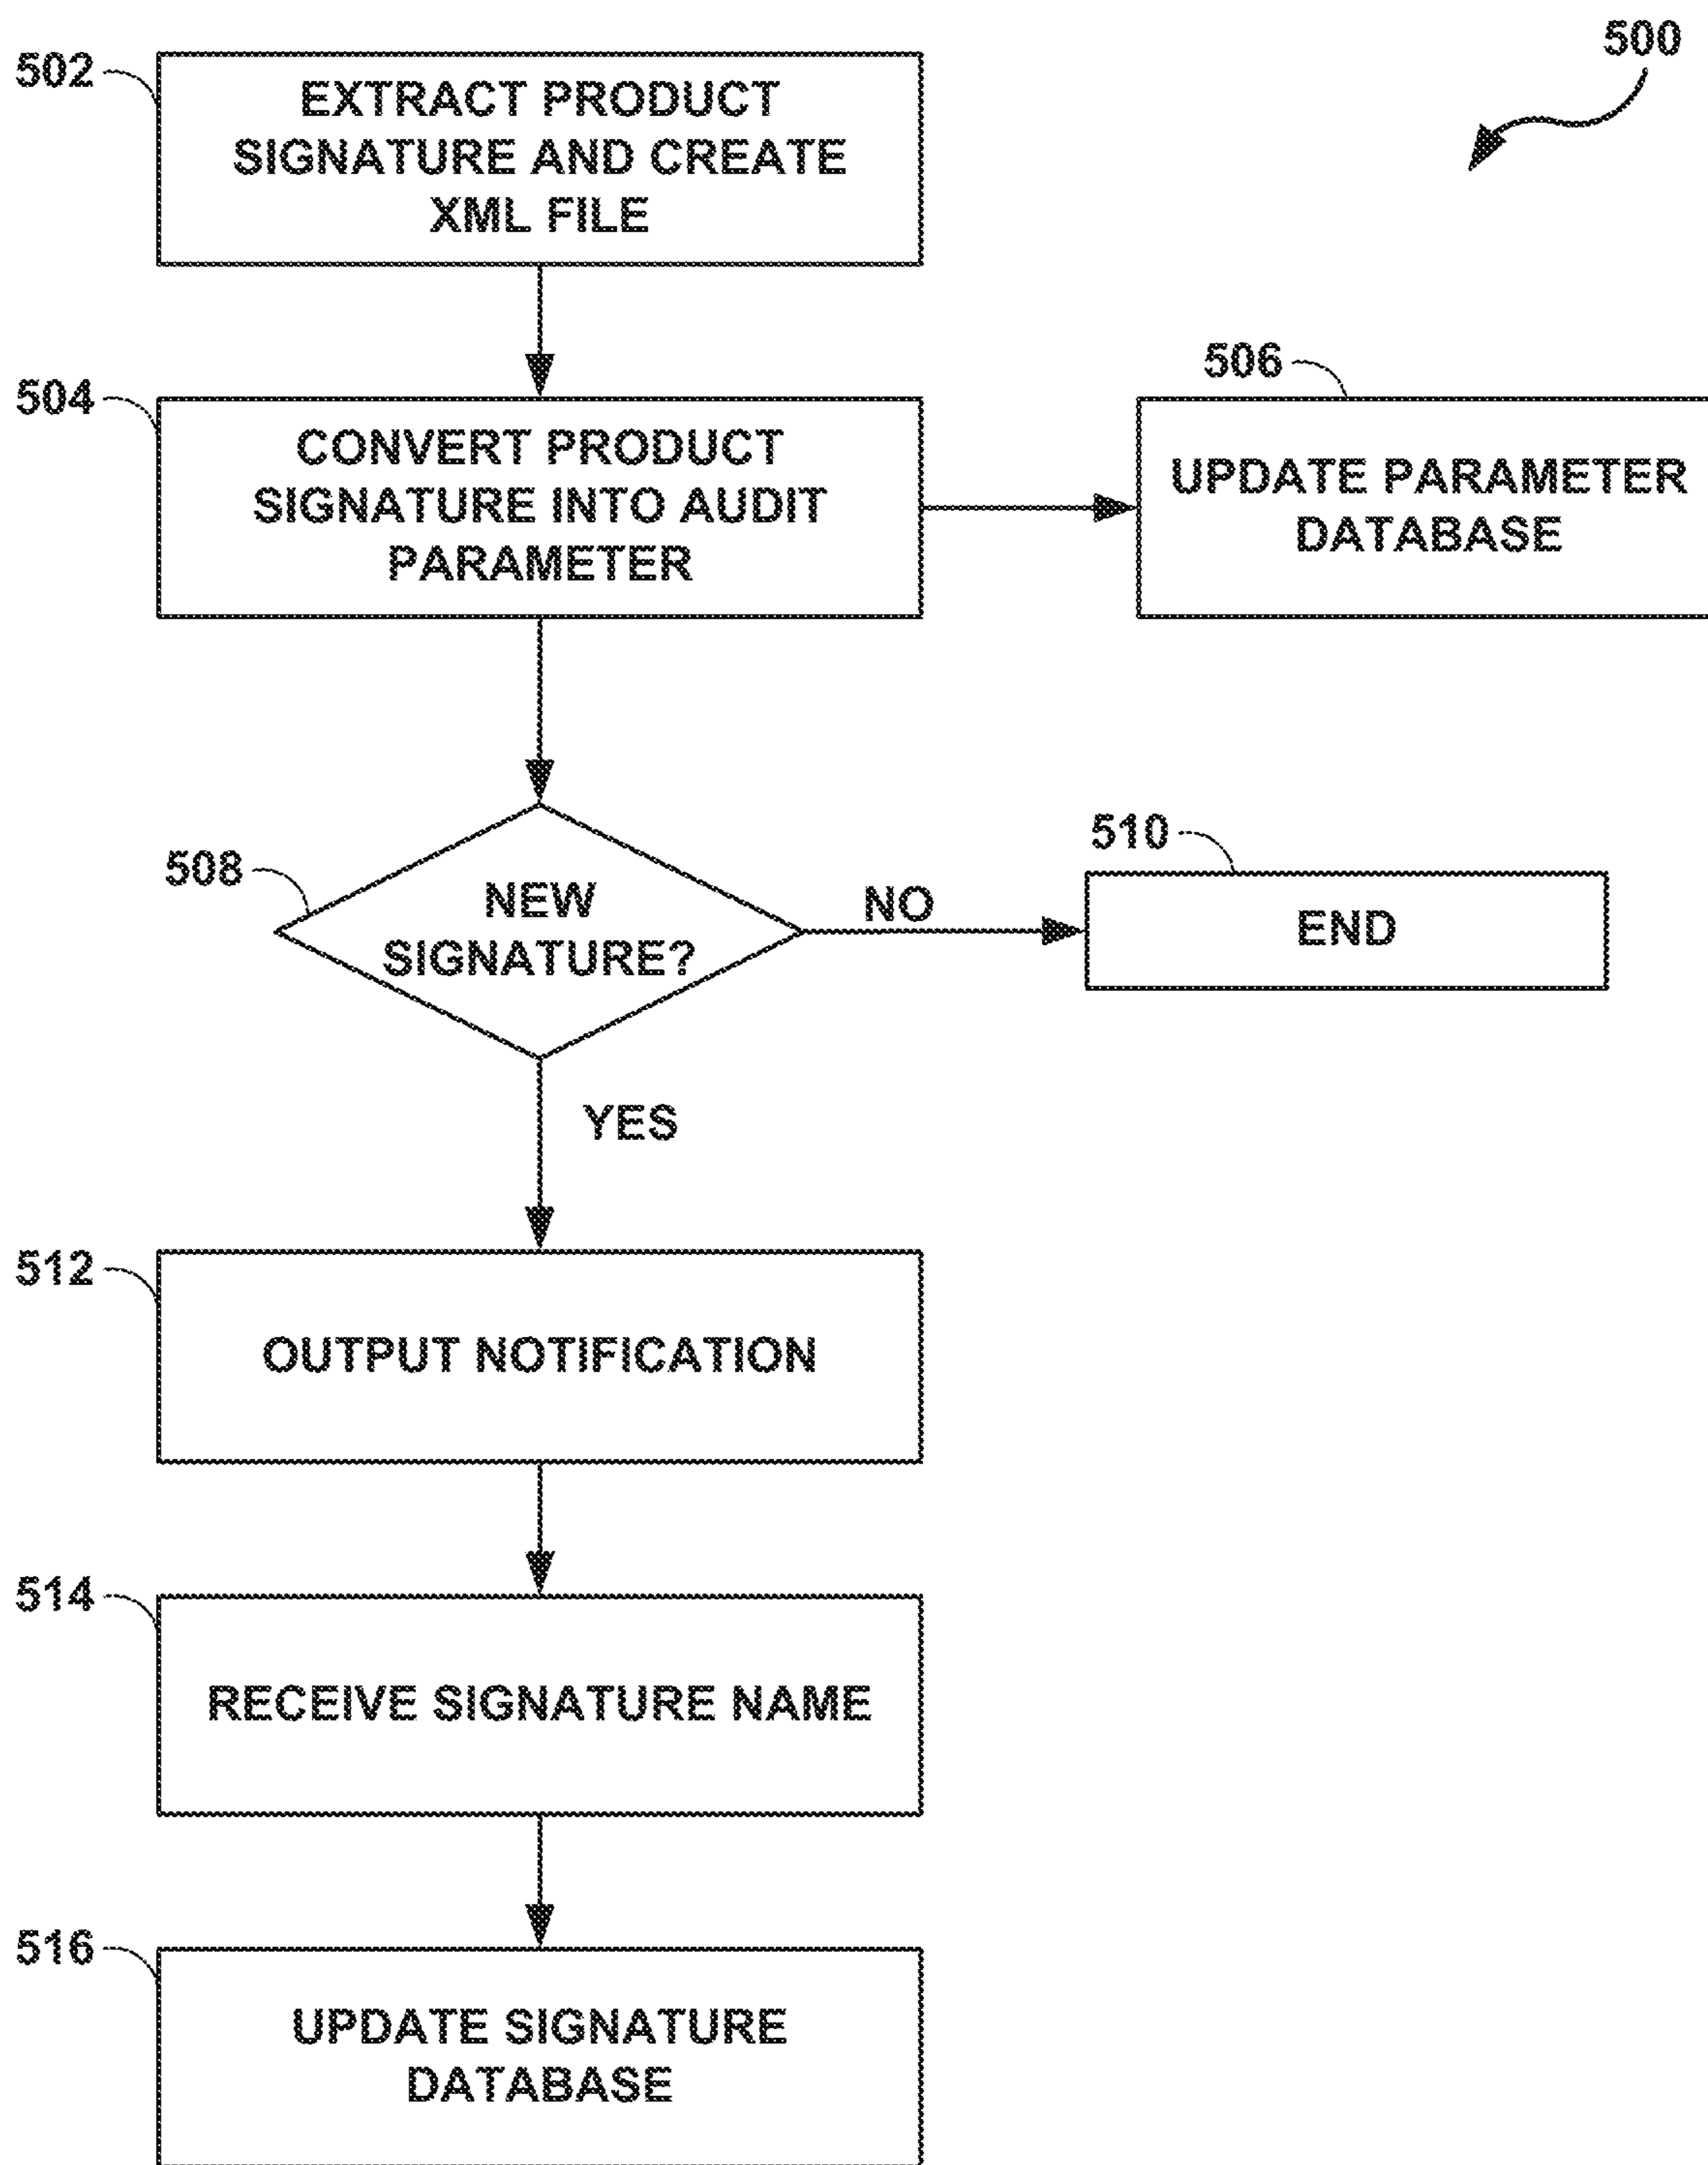 500
502
EXTRACT PRODUCT
SIGNATURE AND CREATE
XML FILE
504
CONVERT PRODUCT
SIGNATURE INTO AUDIT
PARAMETER
506
UPDATE PARAMETER
DATABASE
508
NEW
SIGNATURE?
NO
510
END
YES
512
OUTPUT NOTIFICATION
514
RECEIVE SIGNATURE NAME
516
UPDATE SIGNATURE
DATABASE